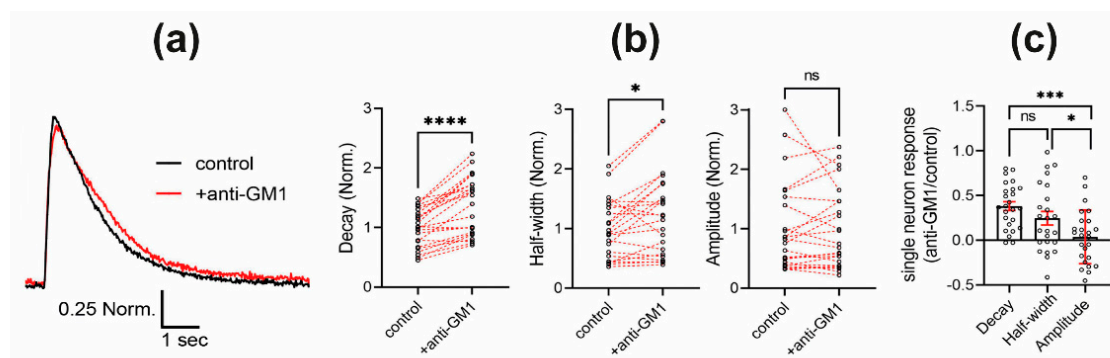 (a)
(b)
(c)
control
+anti-GM1
0.25 Norm.
1 sec
Decay (Norm.)
3
2
1
0
****
control
+anti-GM1
Half-width (Norm.)
3
2
1
0
*
control
+anti-GM1
Amplitude (Norm.)
3
2
1
0
ns
control
+anti-GM1
single neuron response
(anti-GM1/control)
1.5
1.0
0.5
0.0
-0.5
***
ns
*
Decay
Half-width
Amplitude